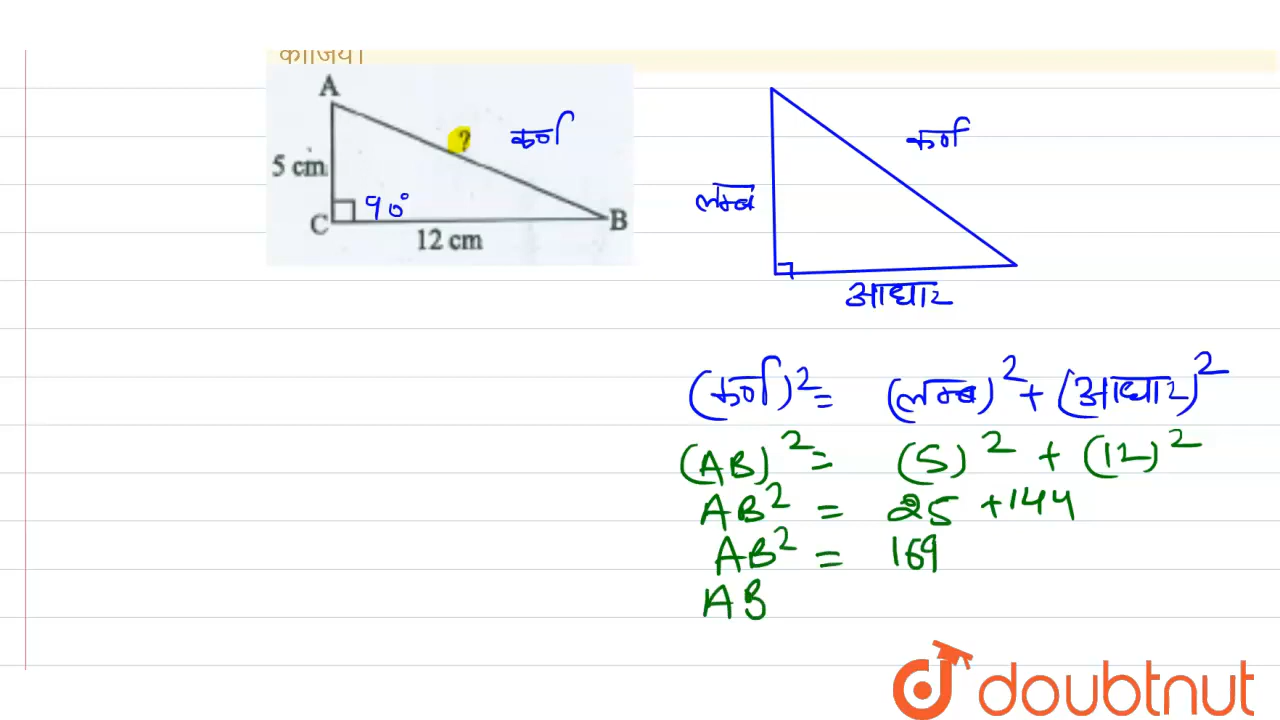 कीजिये।
A
?
कर्ण
5 cm
90°
C
B
12 cm
कर्ण
लम्ब
आधार
(कर्ण)² = (लम्ब)² + (आधार)²
(AB)² = (5)² + (12)²
AB² = 25 + 144
AB² = 169
AB
doubtnut